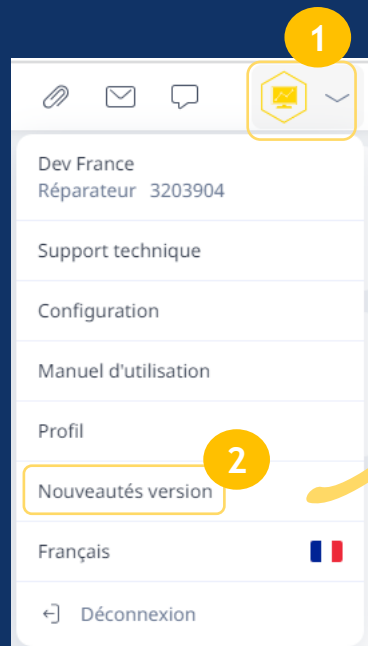 1
Dev France
Réparateur 3203904
Support technique
Configuration
Manuel d'utilisation
Profil
2
Nouveautés version
Français
Déconnexion